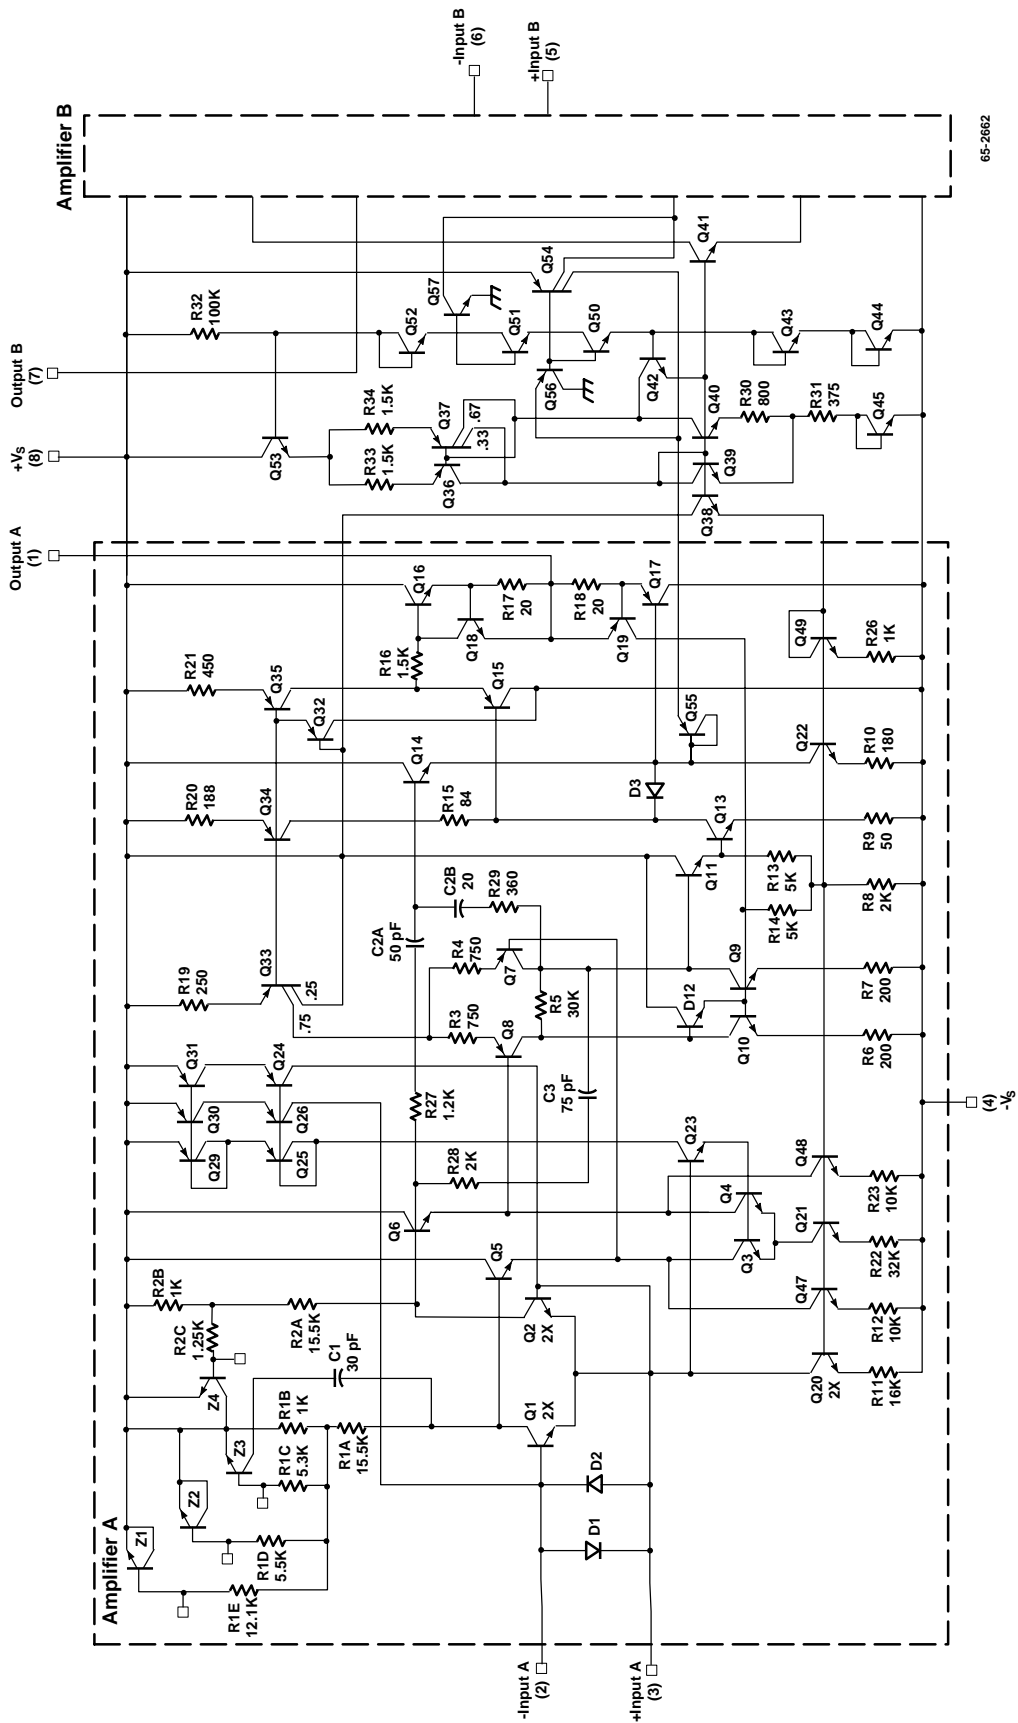 Amplifier A
Amplifier B
-Input A
(2)
+Input A
(3)
Output A
(1)
+VS
(8)
Output B
(7)
-Input B
(6)
+Input B
(5)
(4)
-VS
Z1
Z2
Z3
Z4
R1E
12.1K
R1D
5.5K
R1C
5.3K
R1B
1K
R1A
15.5K
C1
30 pF
R2C
1.25K
R2B
1K
R2A
15.5K
D1
D2
Q1
2X
Q2
2X
Q5
Q6
Q3
Q4
Q23
Q20
2X
Q47
Q21
Q48
R11
16K
R12
10K
R22
32K
R23
10K
Q29
Q30
Q31
Q25
Q26
Q24
R28
2K
R27
1.2K
C3
75 pF
R19
250
Q33
.75
.25
R3
750
R4
750
Q8
Q7
R5
30K
C2A
50 pF
C2B
20
R29
360
D12
Q10
Q9
R6
200
R7
200
Q11
R14
5K
R13
5K
R8
2K
Q13
R9
50
R20
188
Q34
R15
84
D3
Q14
Q22
R10
180
R21
450
Q35
Q32
Q15
Q55
R16
1.5K
Q16
Q18
R17
20
R18
20
Q19
Q17
Q49
R26
1K
Q53
R33
1.5K
R34
1.5K
Q36
Q37
.67
.33
Q38
Q39
Q40
R30
800
R31
375
Q45
R32
100K
Q52
Q57
Q51
Q50
Q56
Q54
Q42
Q43
Q44
Q41
65-2662